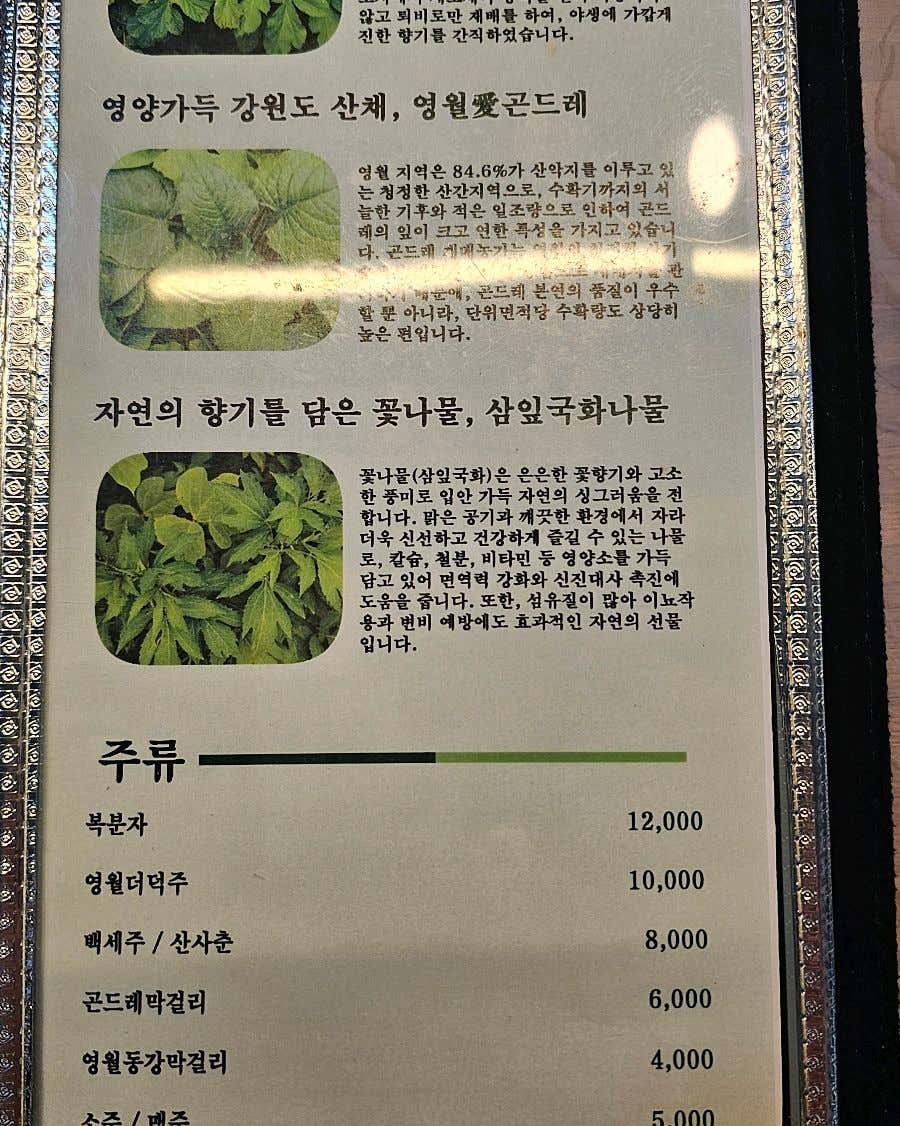 않고 퇴비로만 재배를 하여, 야생에 가깝게
진한 향기를 간직하였습니다.
영양가득 강원도 산채, 영월愛곤드레
영월 지역은 84.6%가 산악지를 이루고 있
는 청정한 산간지역으로, 수확기까지의 서
늘한 기후와 적은 일조량으로 인하여 곤드
레의 잎이 크고 연한 특성을 가지고 있습니
다. 곤드레 재배농가는
때문에, 곤드레 본연의 품질이 우수
할 뿐 아니라, 단위면적당 수확량도 상당히
높은 편입니다.
자연의 향기를 담은 꽃나물, 삼잎국화나물
꽃나물(삼잎국화)은 은은한 꽃향기와 고소
한 풍미로 입안 가득 자연의 싱그러움을 전
합니다. 맑은 공기과 깨끗한 환경에서 자라
더욱 신선하고 건강하게 즐길 수 있는 나물
로, 칼슘, 철분, 비타민 등 영양소를 가득
담고 있어 면역력 강화와 신진대사 촉진에
도움을 줍니다. 또한, 섬유질이 많아 이뇨작
용과 변비 예방에도 효과적인 자연의 선물
입니다.
주류
복분자 12,000
영월더덕주 10,000
백세주 / 산사춘 8,000
곤드레막걸리 6,000
영월동강막걸리 4,000
소주 / 맥주 5,000